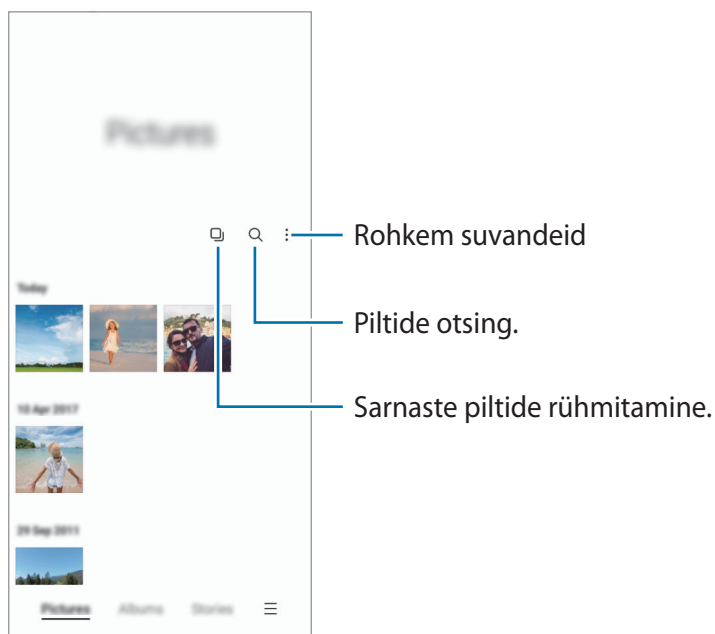 Pictures
Rohkem suvandeid
Today
Piltide otsing.
10 Apr 2017
Sarnaste piltide rühmitamine.
29 Sep 2011
Pictures Albums Stories